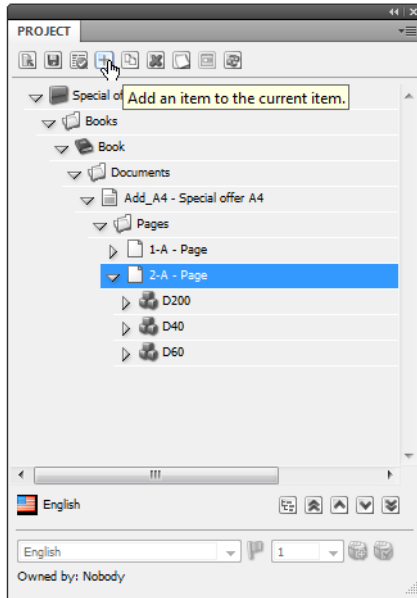 PROJECT
Special of
Add an item to the current item.
Books
Book
Documents
Add_A4 - Special offer A4
Pages
1-A - Page
2-A - Page
D200
D40
D60
English
English
1
Owned by: Nobody